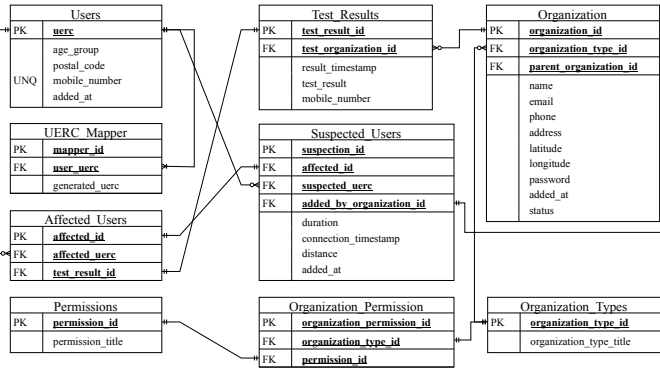 Users
PK uerc
age_group
postal_code
UNQ mobile_number
added_at
UERC_Mapper
PK mapper_id
FK user_uerc
generated_uerc
Affected_Users
PK affected_id
FK affected_uerc
FK test_result_id
Permissions
PK permission_id
permission_title
Test_Results
PK test_result_id
FK test_organization_id
result_timestamp
test_result
mobile_number
Suspected_Users
PK suspection_id
FK affected_id
FK suspected_uerc
FK added_by_organization_id
duration
connection_timestamp
distance
added_at
Organization_Permission
PK organization_permission_id
FK organization_type_id
FK permission_id
Organization
PK organization_id
FK organization_type_id
FK parent_organization_id
name
email
phone
address
latitude
longitude
password
added_at
status
Organization_Types
PK organization_type_id
organization_type_title